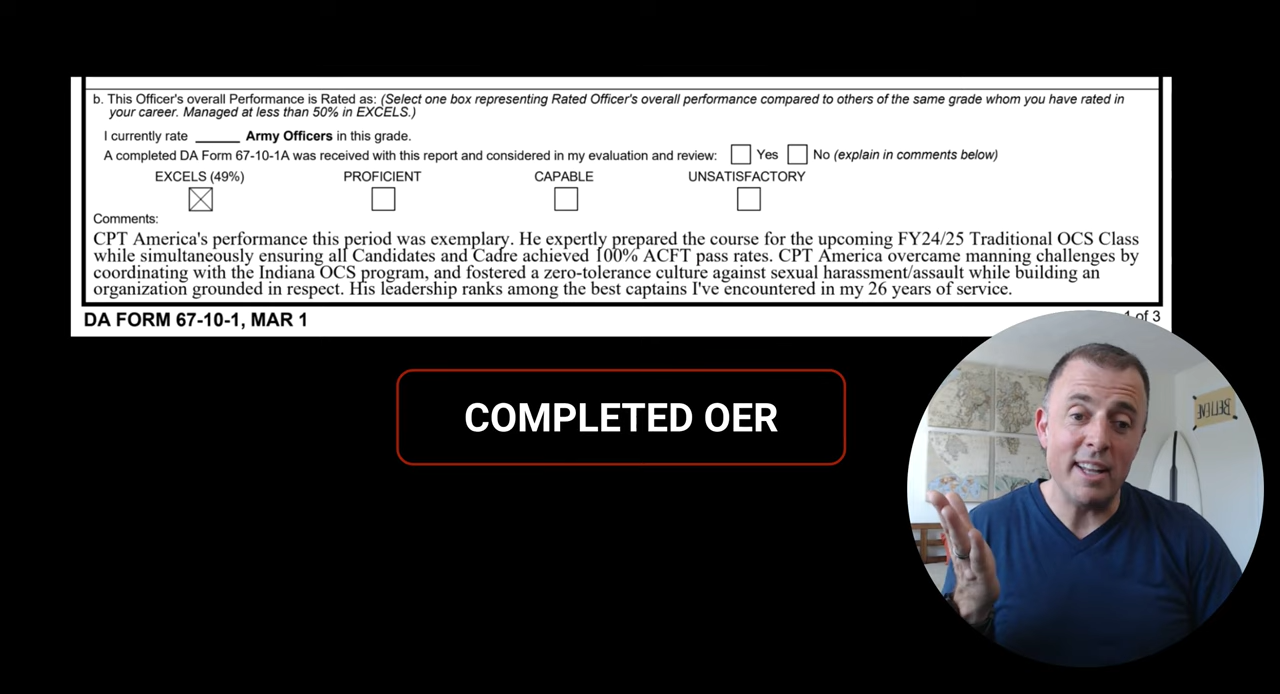 b. This Officer's overall Performance is Rated as: (Select one box representing Rated Officer's overall performance compared to others of the same grade whom you have rated in
your career. Managed at less than 50% in EXCELS.)
I currently rate ______ Army Officers in this grade.
A completed DA Form 67-10-1A was received with this report and considered in my evaluation and review: Yes No (explain in comments below)
EXCELS (49%) PROFICIENT CAPABLE UNSATISFACTORY
Comments:
CPT America's performance this period was exemplary. He expertly prepared the course for the upcoming FY24/25 Traditional OCS Class
while simultaneously ensuring all Candidates and Cadre achieved 100% ACFT pass rates. CPT America overcame manning challenges by
coordinating with the Indiana OCS program, and fostered a zero-tolerance culture against sexual harassment/assault while building an
organization grounded in respect. His leadership ranks among the best captains I've encountered in my 26 years of service.
DA FORM 67-10-1, MAR 1
1 of 3
COMPLETED OER
BELIEVE